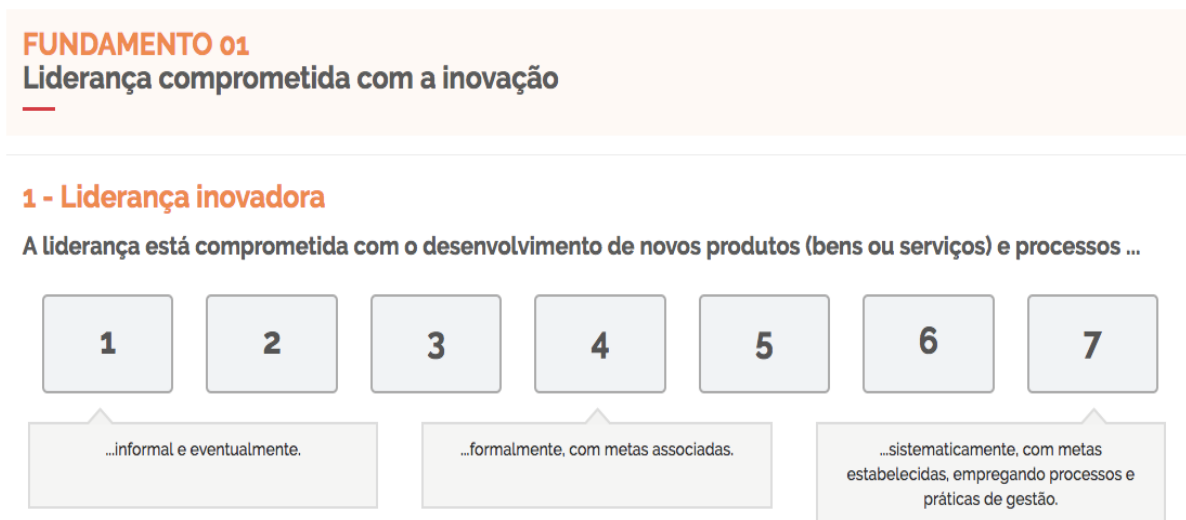 FUNDAMENTO 01
Liderança comprometida com a inovação
1 - Liderança inovadora
A liderança está comprometida com o desenvolvimento de novos produtos (bens ou serviços) e processos ...
1
2
3
4
5
6
7
...informal e eventualmente.
...formalmente, com metas associadas.
...sistematicamente, com metas
estabelecidas, empregando processos e
práticas de gestão.